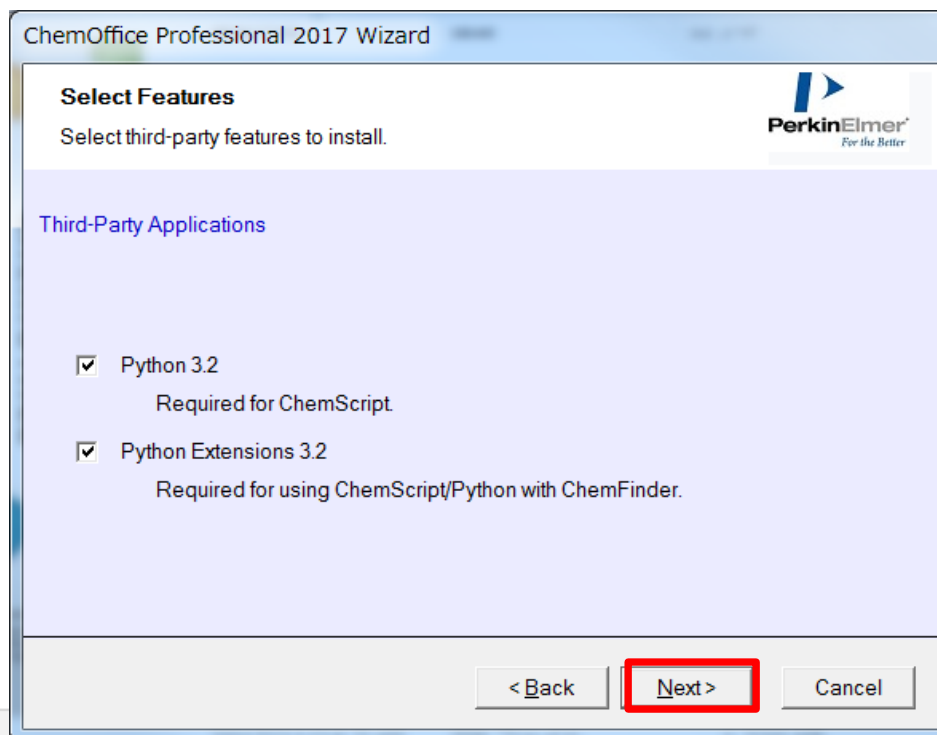 ChemOffice Professional 2017 Wizard
Select Features
Select third-party features to install.
PerkinElmer
For the Better
Third-Party Applications
Python 3.2
Required for ChemScript.
Python Extensions 3.2
Required for using ChemScript/Python with ChemFinder.
< Back Next > Cancel